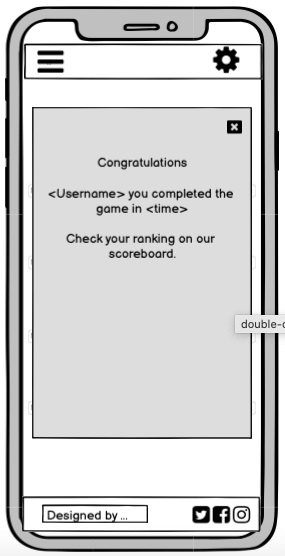 Congratulations
<Username> you completed the
game in <time>
Check your ranking on our
scoreboard.
double-c
Designed by ...